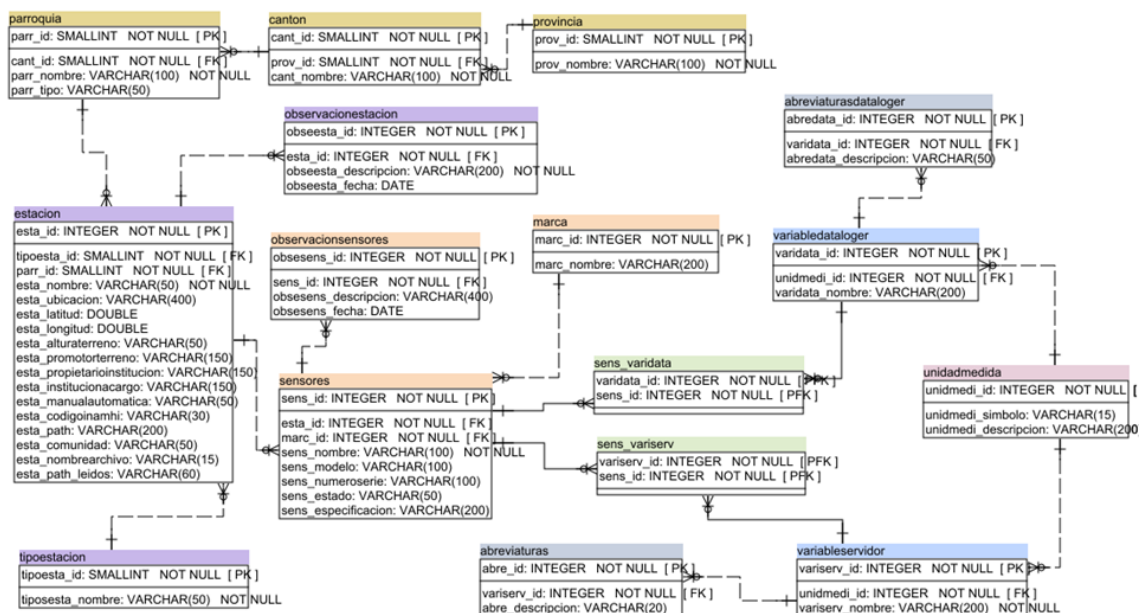 parroquia
parr_id: SMALLINT NOT NULL [ PK ]
cant_id: SMALLINT NOT NULL [ FK ]
parr_nombre: VARCHAR(100) NOT NULL
parr_tipo: VARCHAR(50)
canton
cant_id: SMALLINT NOT NULL [ PK ]
prov_id: SMALLINT NOT NULL [ FK ]
cant_nombre: VARCHAR(100) NOT NULL
provincia
prov_id: SMALLINT NOT NULL [ PK ]
prov_nombre: VARCHAR(100) NOT NULL
observacionestacion
obseesta_id: INTEGER NOT NULL [ PK ]
esta_id: INTEGER NOT NULL [ FK ]
obseesta_descripcion: VARCHAR(200) NOT NULL
obseesta_fecha: DATE
abreviaturasdataloger
abredata_id: INTEGER NOT NULL [ PK ]
varidata_id: INTEGER NOT NULL [ FK ]
abredata_descripcion: VARCHAR(50)
estacion
esta_id: INTEGER NOT NULL [ PK ]
tipoesta_id: SMALLINT NOT NULL [ FK ]
parr_id: SMALLINT NOT NULL [ FK ]
esta_nombre: VARCHAR(50) NOT NULL
esta_ubicacion: VARCHAR(400)
esta_latitud: DOUBLE
esta_longitud: DOUBLE
esta_alturaterreno: VARCHAR(50)
esta_promotorterreno: VARCHAR(150)
esta_propietarioinstitucion: VARCHAR(150)
esta_institucionacargo: VARCHAR(150)
esta_manualautomatica: VARCHAR(50)
esta_codigoinamhi: VARCHAR(30)
esta_path: VARCHAR(200)
esta_comunidad: VARCHAR(50)
esta_nombrearchivo: VARCHAR(15)
esta_path_leidos: VARCHAR(60)
observacionsensores
obsesens_id: INTEGER NOT NULL [ PK ]
sens_id: INTEGER NOT NULL [ FK ]
obsesens_descripcion: VARCHAR(400)
obsesens_fecha: DATE
marca
marc_id: INTEGER NOT NULL [ PK ]
marc_nombre: VARCHAR(200)
variabledataloger
varidata_id: INTEGER NOT NULL [ PK ]
unidmedi_id: INTEGER NOT NULL [ FK ]
varidata_nombre: VARCHAR(200)
sensores
sens_id: INTEGER NOT NULL [ PK ]
esta_id: INTEGER NOT NULL [ FK ]
marc_id: INTEGER NOT NULL [ FK ]
sens_nombre: VARCHAR(100) NOT NULL
sens_modelo: VARCHAR(100)
sens_numeroserie: VARCHAR(100)
sens_estado: VARCHAR(50)
sens_especificacion: VARCHAR(200)
sens_varidata
varidata_id: INTEGER NOT NULL [ PFK ]
sens_id: INTEGER NOT NULL [ PFK ]
unidadmedida
unidmedi_id: INTEGER NOT NULL [
unidmedi_simbolo: VARCHAR(15)
unidmedi_descripcion: VARCHAR(200
sens_variserv
variserv_id: INTEGER NOT NULL [ PFK ]
sens_id: INTEGER NOT NULL [ PFK ]
tipoestacion
tipoesta_id: SMALLINT NOT NULL [ PK ]
tiposesta_nombre: VARCHAR(50) NOT NULL
abreviaturas
abre_id: INTEGER NOT NULL [ PK ]
variserv_id: INTEGER NOT NULL [ FK ]
abre_descripcion: VARCHAR(20)
variableservidor
variserv_id: INTEGER NOT NULL [ PK ]
unidmedi_id: INTEGER NOT NULL [ FK ]
variserv_nombre: VARCHAR(200) NOT NULL